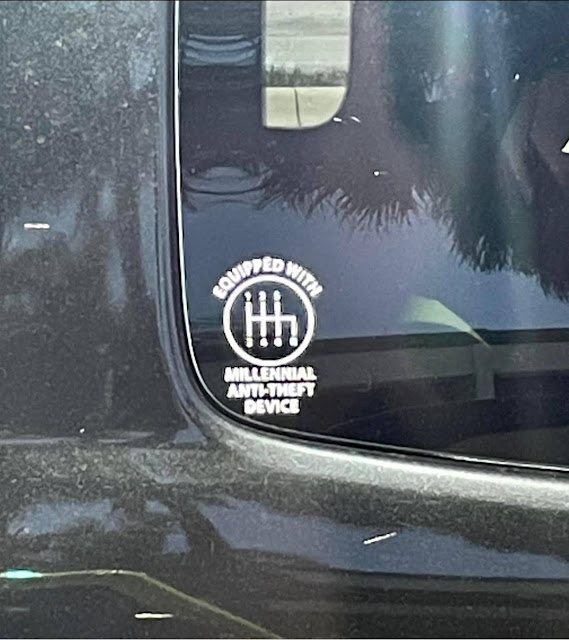 EQUIPPED WITH
MILLENNIAL
ANTI-THEFT
DEVICE